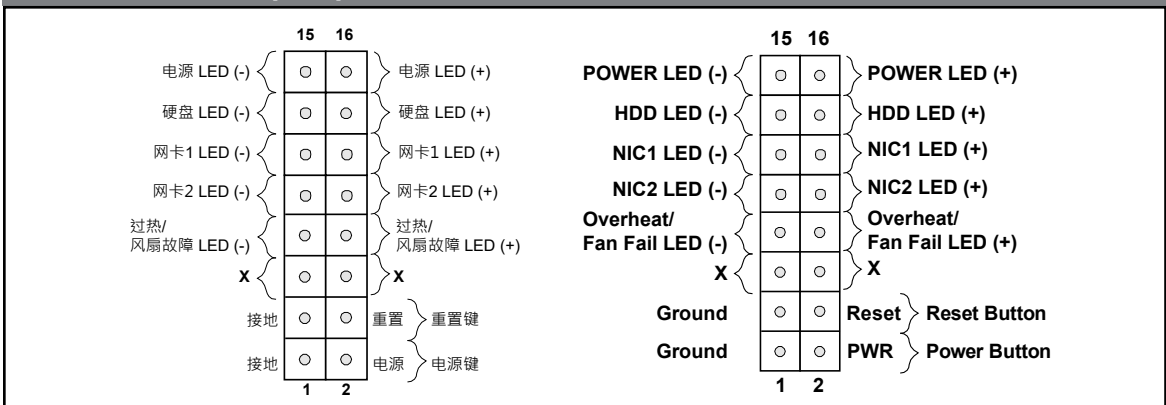 15 16
电源 LED (-) 电源 LED (+)
硬盘 LED (-) 硬盘 LED (+)
网卡1 LED (-) 网卡1 LED (+)
网卡2 LED (-) 网卡2 LED (+)
过热/ 过热/
风扇故障 LED (-) 风扇故障 LED (+)
X X
接地 重置 重置键
接地 电源 电源键
1 2
15 16
POWER LED (-) POWER LED (+)
HDD LED (-) HDD LED (+)
NIC1 LED (-) NIC1 LED (+)
NIC2 LED (-) NIC2 LED (+)
Overheat/ Overheat/
Fan Fail LED (-) Fan Fail LED (+)
X X
Ground Reset Reset Button
Ground PWR Power Button
1 2